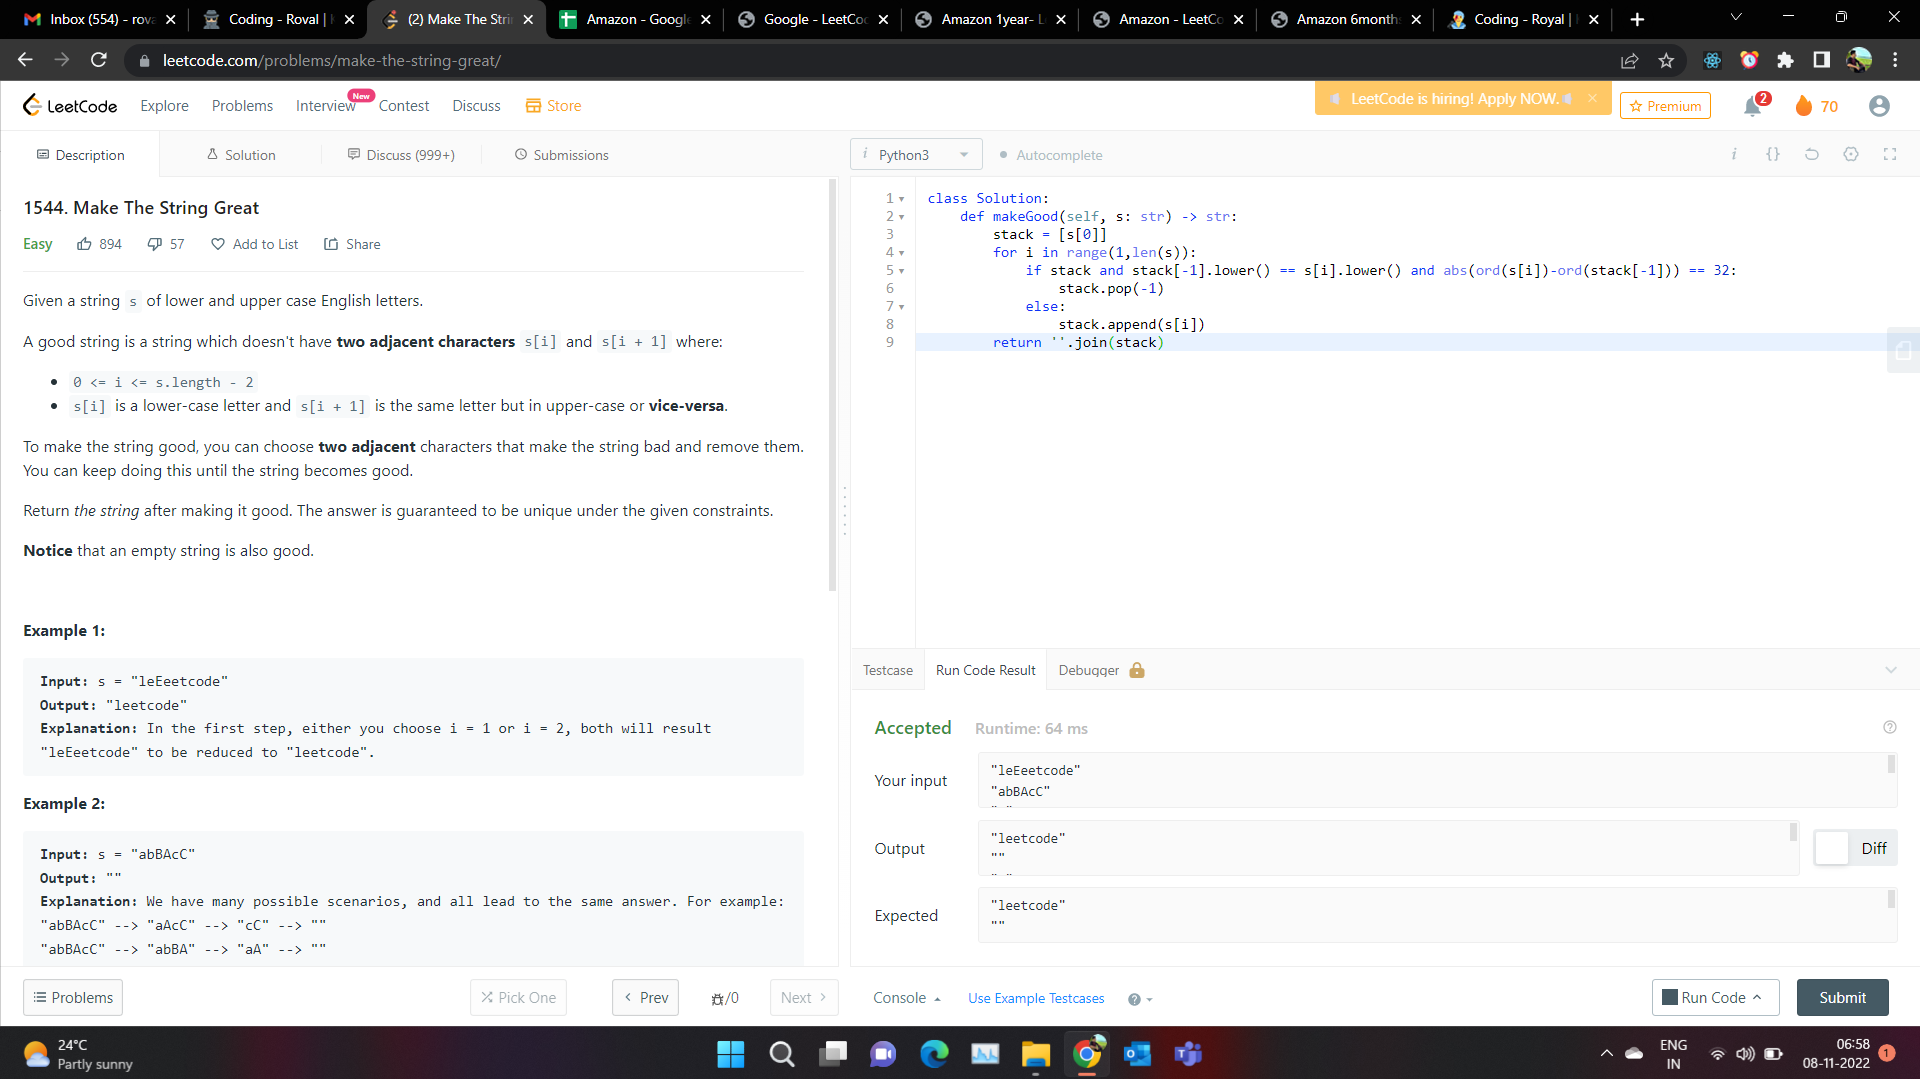 Inbox (554) - rova
Coding - Roval |
(2) Make The Stri
Amazon - Google
Google - LeetCo
Amazon 1year- L
Amazon - LeetCo
Amazon 6month
Coding - Royal |
leetcode.com/problems/make-the-string-great/
LeetCode
Explore
Problems
Interview
New
Contest
Discuss
Store
LeetCode is hiring! Apply NOW.
Premium
2
70
Description
Solution
Discuss (999+)
Submissions
i Python3
Autocomplete
1544. Make The String Great
Easy 894 57 Add to List Share
Given a string s of lower and upper case English letters.
A good string is a string which doesn't have two adjacent characters s[i] and s[i + 1] where:
• 0 <= i <= s.length - 2
• s[i] is a lower-case letter and s[i + 1] is the same letter but in upper-case or vice-versa.
To make the string good, you can choose two adjacent characters that make the string bad and remove them.
You can keep doing this until the string becomes good.
Return the string after making it good. The answer is guaranteed to be unique under the given constraints.
Notice that an empty string is also good.
Example 1:
Input: s = "leEeetcode"
Output: "leetcode"
Explanation: In the first step, either you choose i = 1 or i = 2, both will result
"leEeetcode" to be reduced to "leetcode".
Example 2:
Input: s = "abBAcC"
Output: ""
Explanation: We have many possible scenarios, and all lead to the same answer. For example:
"abBAcC" --> "aAcC" --> "cC" --> ""
"abBAcC" --> "abBA" --> "aA" --> ""
Problems
Pick One
Prev
/0
Next
1 class Solution:
2 def makeGood(self, s: str) -> str:
3 stack = [s[0]]
4 for i in range(1,len(s)):
5 if stack and stack[-1].lower() == s[i].lower() and abs(ord(s[i])-ord(stack[-1])) == 32:
6 stack.pop(-1)
7 else:
8 stack.append(s[i])
9 return ''.join(stack)
Testcase
Run Code Result
Debugger
Accepted Runtime: 64 ms
Your input
"leEeetcode"
"abBAcC"
Output
"leetcode"
""
Diff
Expected
"leetcode"
""
Console
Use Example Testcases
Run Code
Submit
24°C
Partly sunny
ENG
IN
06:58
08-11-2022
1